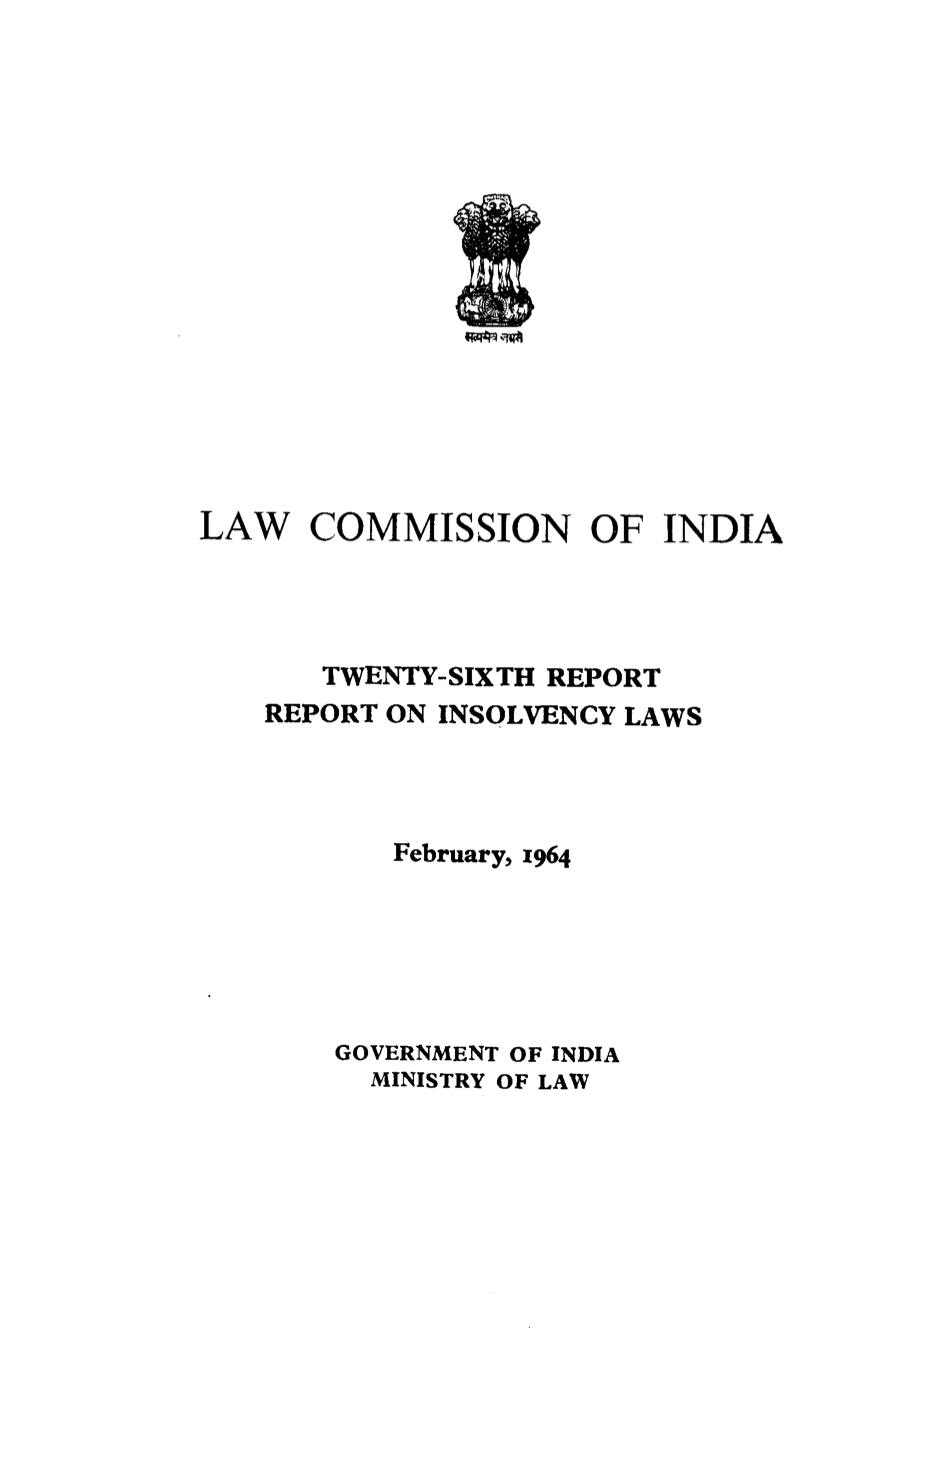 सत्यमेव जयते
LAW COMMISSION OF INDIA
TWENTY-SIXTH REPORT
REPORT ON INSOLVENCY LAWS
February, 1964
GOVERNMENT OF INDIA
MINISTRY OF LAW